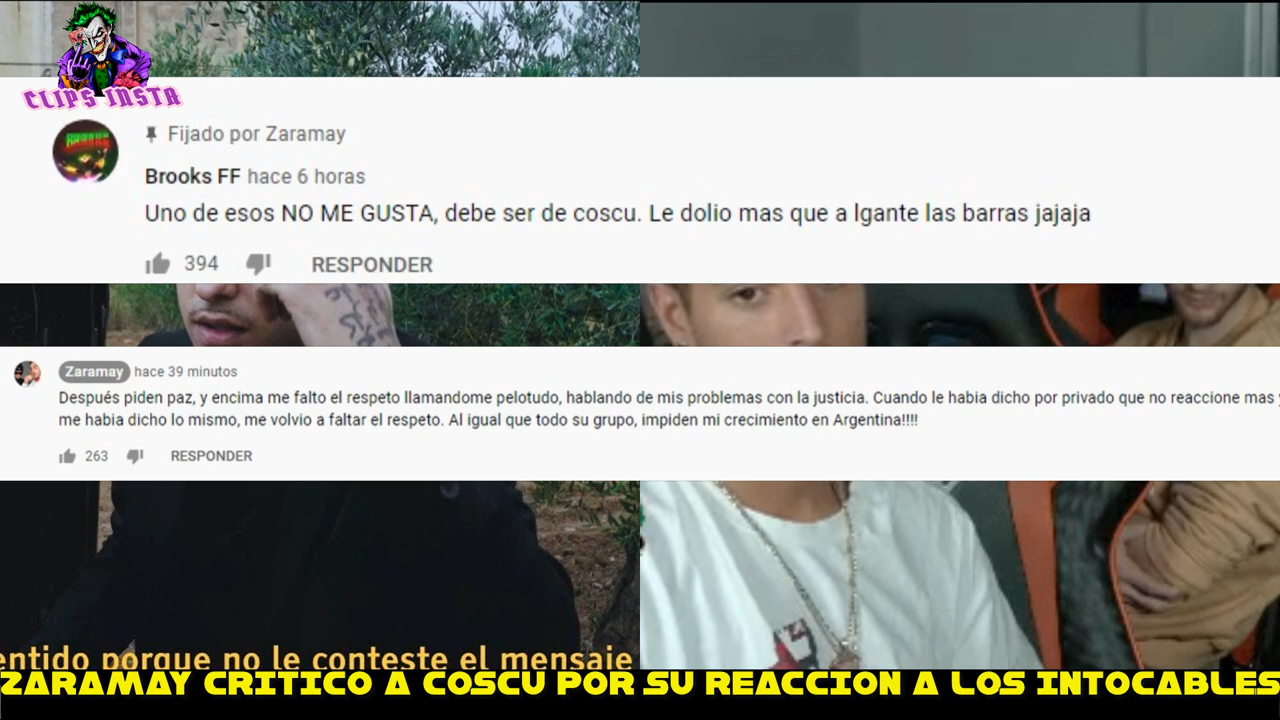 CLIPS INSTA
Fijado por Zaramay
Brooks FF hace 6 horas
Uno de esos NO ME GUSTA, debe ser de coscu. Le dolio mas que a lgante las barras jajaja
394 RESPONDER
Zaramay hace 39 minutos
Después piden paz, y encima me falto el respeto llamandome pelotudo, hablando de mis problemas con la justicia. Cuando le habia dicho por privado que no reaccione mas y
me habia dicho lo mismo, me volvio a faltar el respeto. Al igual que todo su grupo, impiden mi crecimiento en Argentina!!!!
263 RESPONDER
entido porque no le conteste el mensaje
ZARAMAY CRITICO A COSCU POR SU REACCION A LOS INTOCABLES